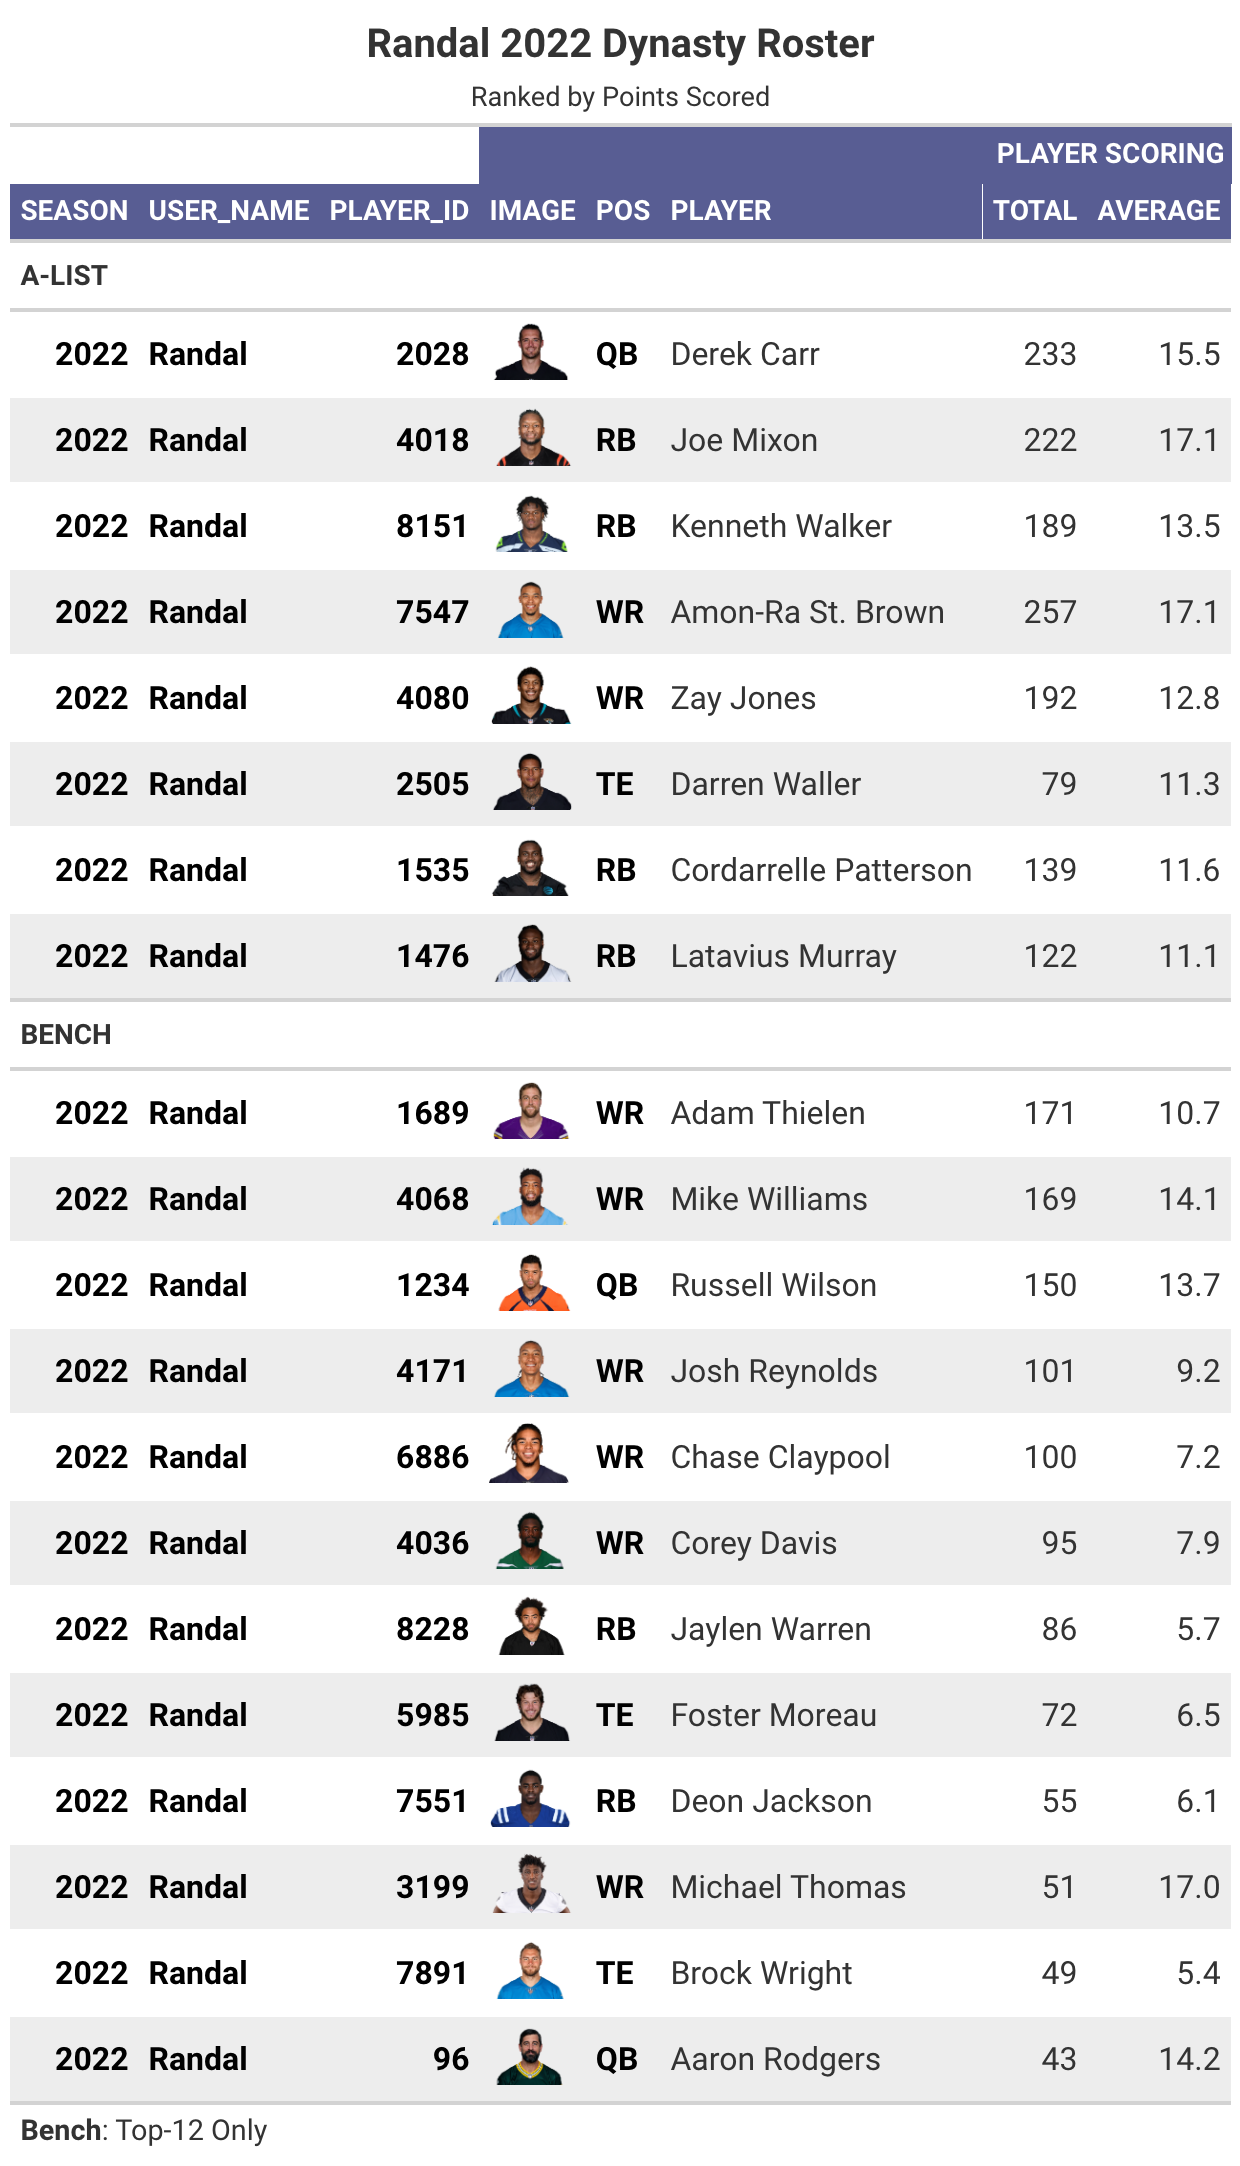 Randal 2022 Dynasty Roster
Ranked by Points Scored
PLAYER SCORING
SEASON USER_NAME PLAYER_ID IMAGE POS PLAYER TOTAL AVERAGE
A-LIST
2022 Randal 2028 QB Derek Carr 233 15.5
2022 Randal 4018 RB Joe Mixon 222 17.1
2022 Randal 8151 RB Kenneth Walker 189 13.5
2022 Randal 7547 WR Amon-Ra St. Brown 257 17.1
2022 Randal 4080 WR Zay Jones 192 12.8
2022 Randal 2505 TE Darren Waller 79 11.3
2022 Randal 1535 RB Cordarrelle Patterson 139 11.6
2022 Randal 1476 RB Latavius Murray 122 11.1
BENCH
2022 Randal 1689 WR Adam Thielen 171 10.7
2022 Randal 4068 WR Mike Williams 169 14.1
2022 Randal 1234 QB Russell Wilson 150 13.7
2022 Randal 4171 WR Josh Reynolds 101 9.2
2022 Randal 6886 WR Chase Claypool 100 7.2
2022 Randal 4036 WR Corey Davis 95 7.9
2022 Randal 8228 RB Jaylen Warren 86 5.7
2022 Randal 5985 TE Foster Moreau 72 6.5
2022 Randal 7551 RB Deon Jackson 55 6.1
2022 Randal 3199 WR Michael Thomas 51 17.0
2022 Randal 7891 TE Brock Wright 49 5.4
2022 Randal 96 QB Aaron Rodgers 43 14.2
Bench: Top-12 Only